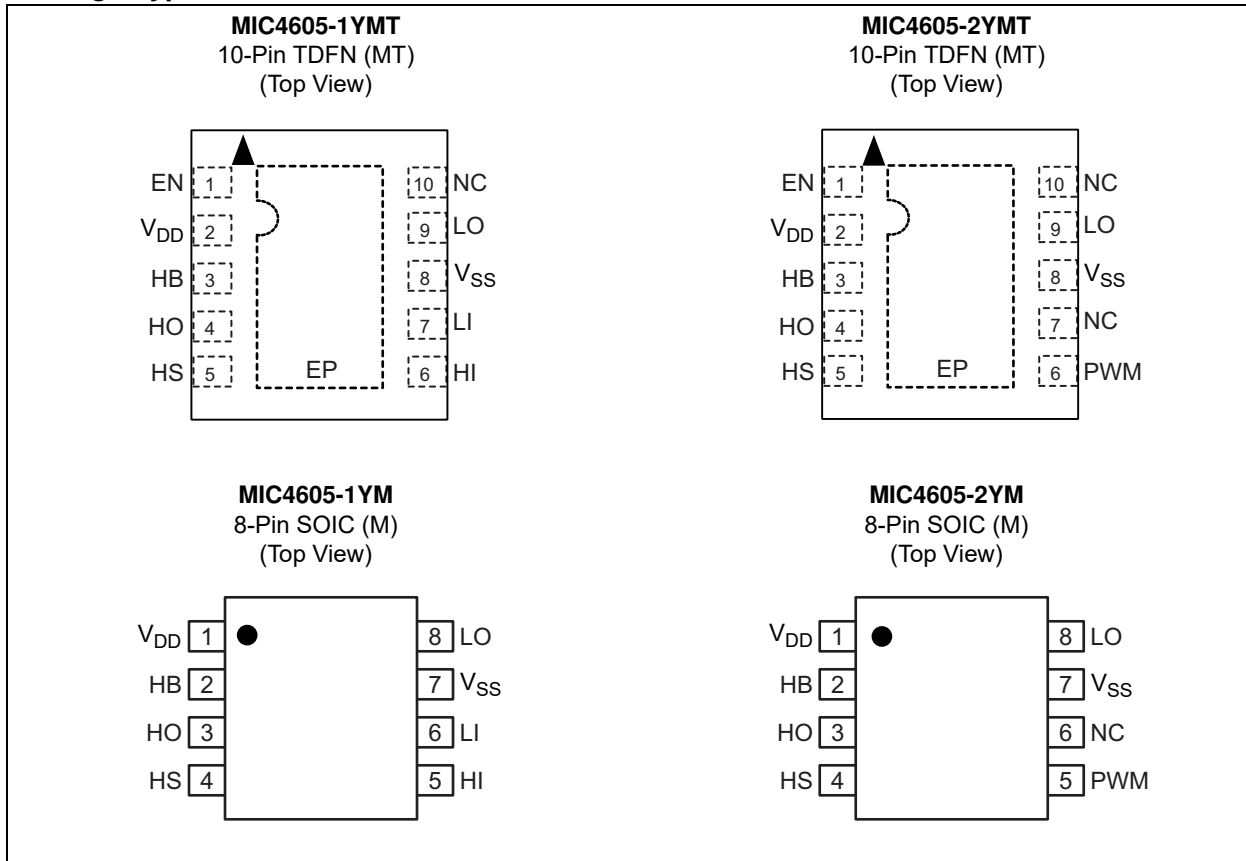 MIC4605-1YMT
10-Pin TDFN (MT)
(Top View)
EN 1 10 NC
VDD 2 9 LO
HB 3 8 VSS
HO 4 7 LI
HS 5 EP 6 HI
MIC4605-2YMT
10-Pin TDFN (MT)
(Top View)
EN 1 10 NC
VDD 2 9 LO
HB 3 8 VSS
HO 4 7 NC
HS 5 EP 6 PWM
MIC4605-1YM
8-Pin SOIC (M)
(Top View)
VDD 1 8 LO
HB 2 7 VSS
HO 3 6 LI
HS 4 5 HI
MIC4605-2YM
8-Pin SOIC (M)
(Top View)
VDD 1 8 LO
HB 2 7 VSS
HO 3 6 NC
HS 4 5 PWM